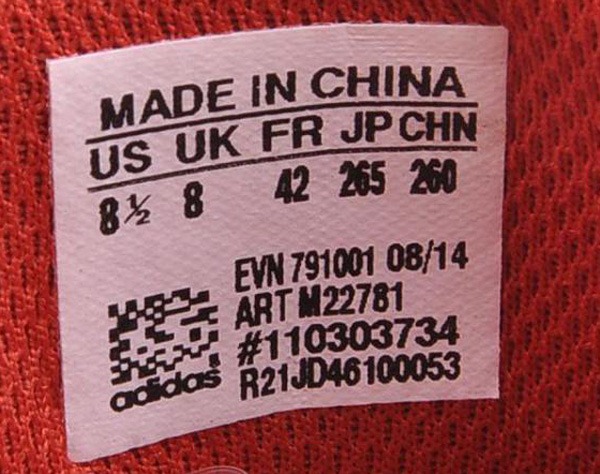 MADE IN CHINA
US UK FR JP CHN
8½ 8 42 265 260
EVN 791001 08/14
ART M22781
#110303734
R21JD46100053
adidas